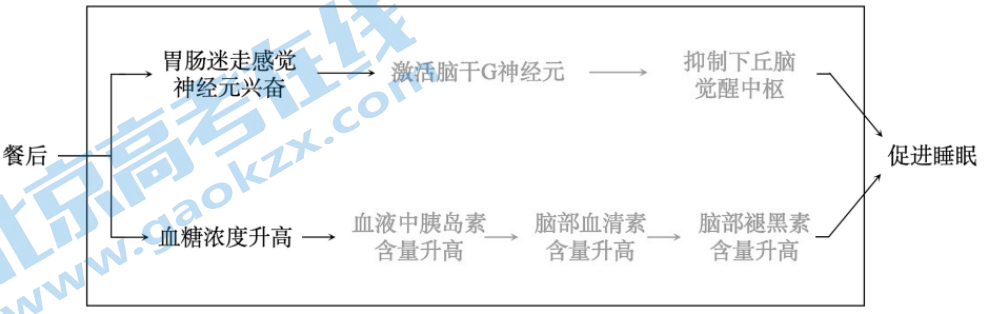 胃肠迷走感觉
神经元兴奋
激活脑干G神经元
抑制下丘脑
觉醒中枢
餐后
促进睡眠
血糖浓度升高
血液中胰岛素
含量升高
脑部血清素
含量升高
脑部褪黑素
含量升高
北京高考在线
www.gaokzx.com